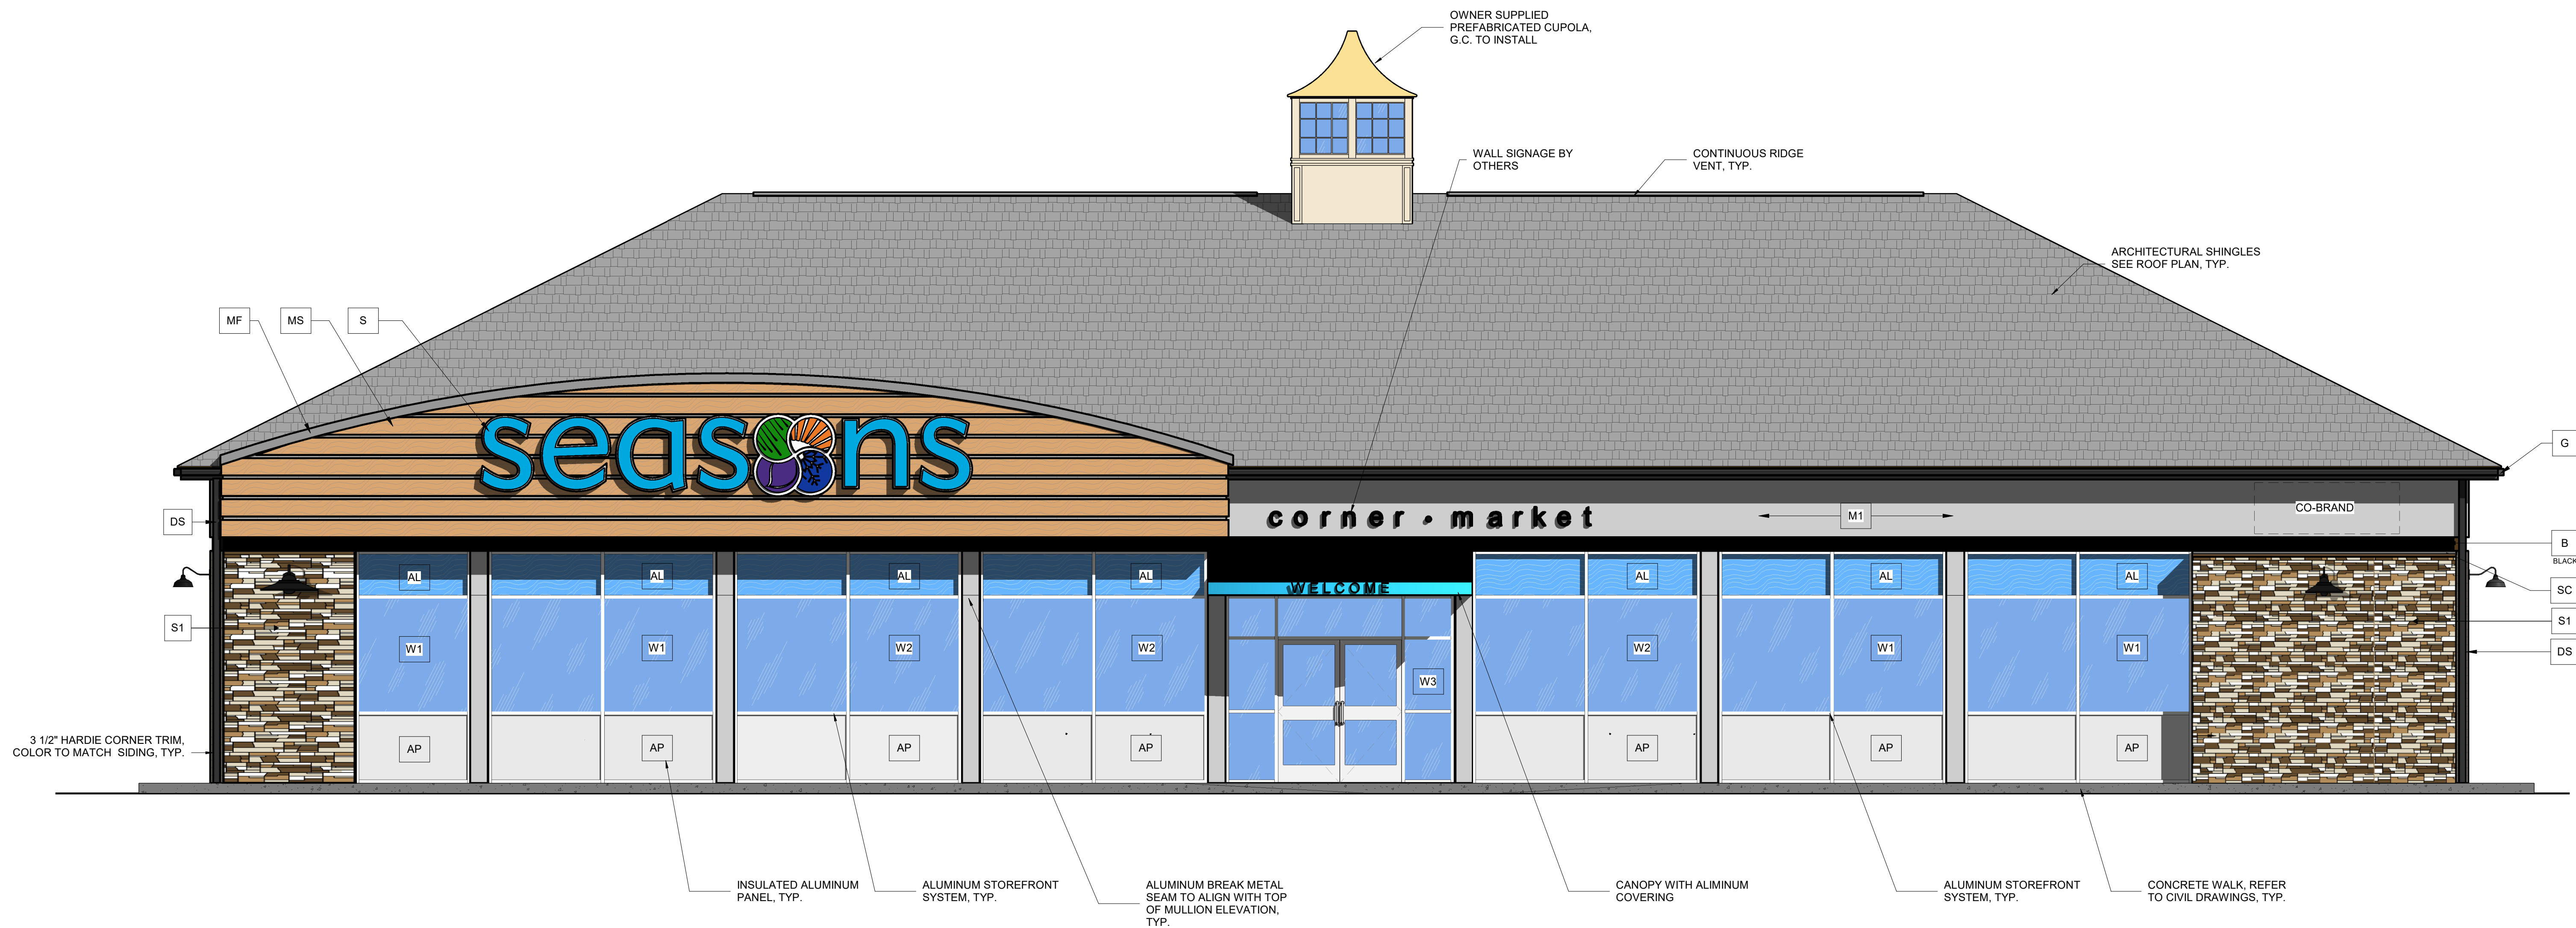 OWNER SUPPLIED
PREFABRICATED CUPOLA,
G.C. TO INSTALL
WALL SIGNAGE BY
OTHERS
CONTINUOUS RIDGE
VENT, TYP.
ARCHITECTURAL SHINGLES
SEE ROOF PLAN, TYP.
MF
MS
S
seasons
G
DS
corner • market
M1
CO-BRAND
B
BLACK
AL
AL
AL
AL
WELCOME
AL
AL
AL
SC
S1
W1
W1
W2
W2
W3
W2
W1
W1
S1
DS
3 1/2" HARDIE CORNER TRIM,
COLOR TO MATCH SIDING, TYP.
AP
AP
AP
AP
AP
AP
AP
INSULATED ALUMINUM
PANEL, TYP.
ALUMINUM STOREFRONT
SYSTEM, TYP.
ALUMINUM BREAK METAL
SEAM TO ALIGN WITH TOP
OF MULLION ELEVATION,
TYP.
CANOPY WITH ALIMINUM
COVERING
ALUMINUM STOREFRONT
SYSTEM, TYP.
CONCRETE WALK, REFER
TO CIVIL DRAWINGS, TYP.